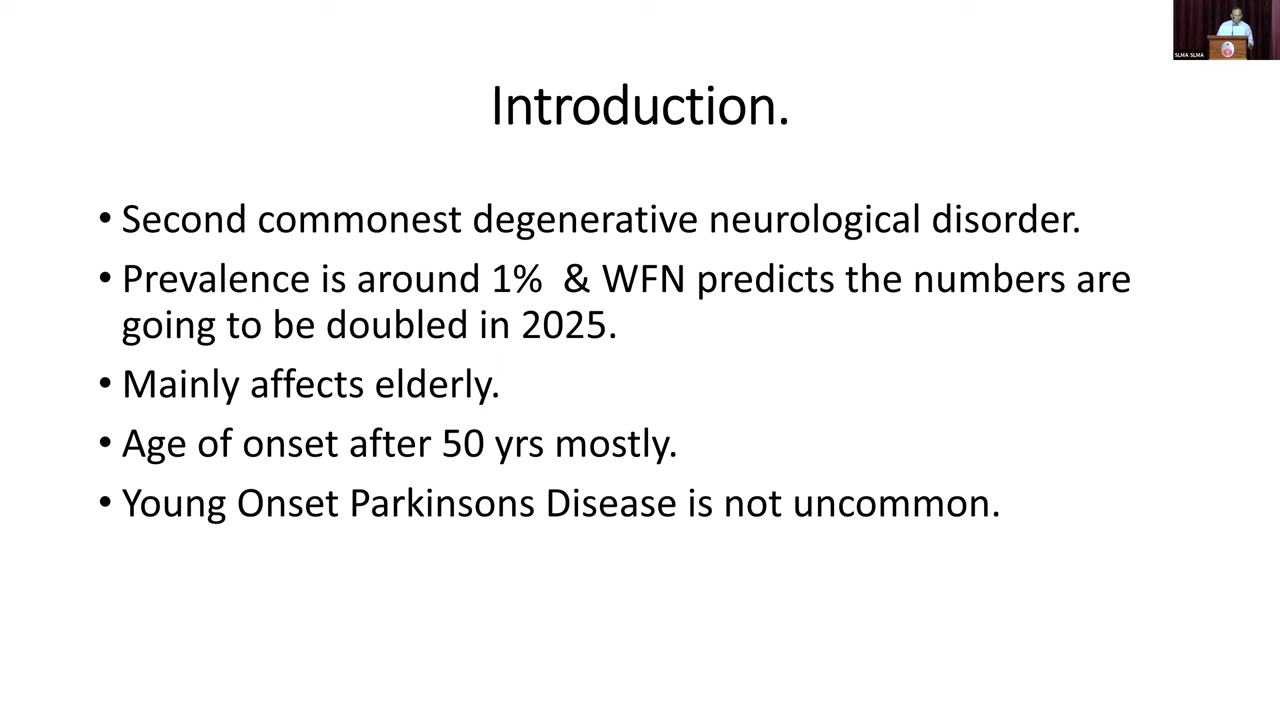 SLMA SLMA
Introduction.
• Second commonest degenerative neurological disorder.
• Prevalence is around 1%  & WFN predicts the numbers are
going to be doubled in 2025.
• Mainly affects elderly.
• Age of onset after 50 yrs mostly.
• Young Onset Parkinsons Disease is not uncommon.